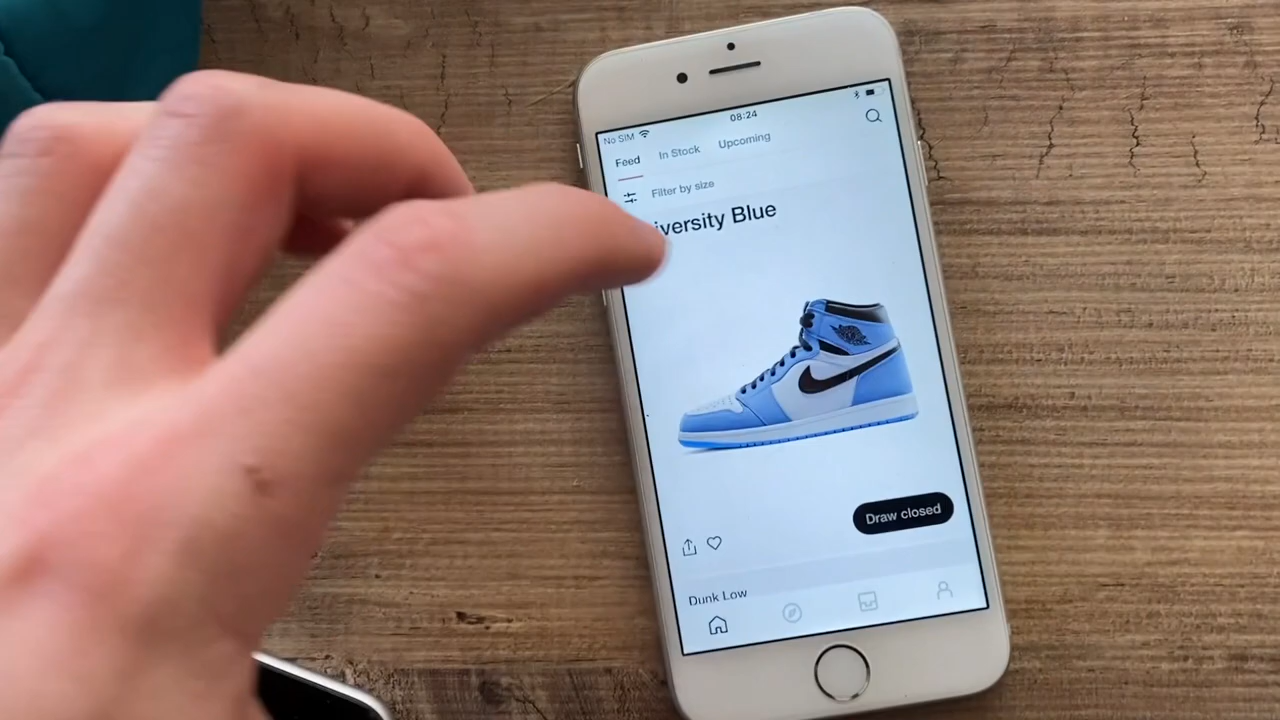 No SIM 08:24
Feed In Stock Upcoming
Filter by size
iversity Blue
Draw closed
Dunk Low